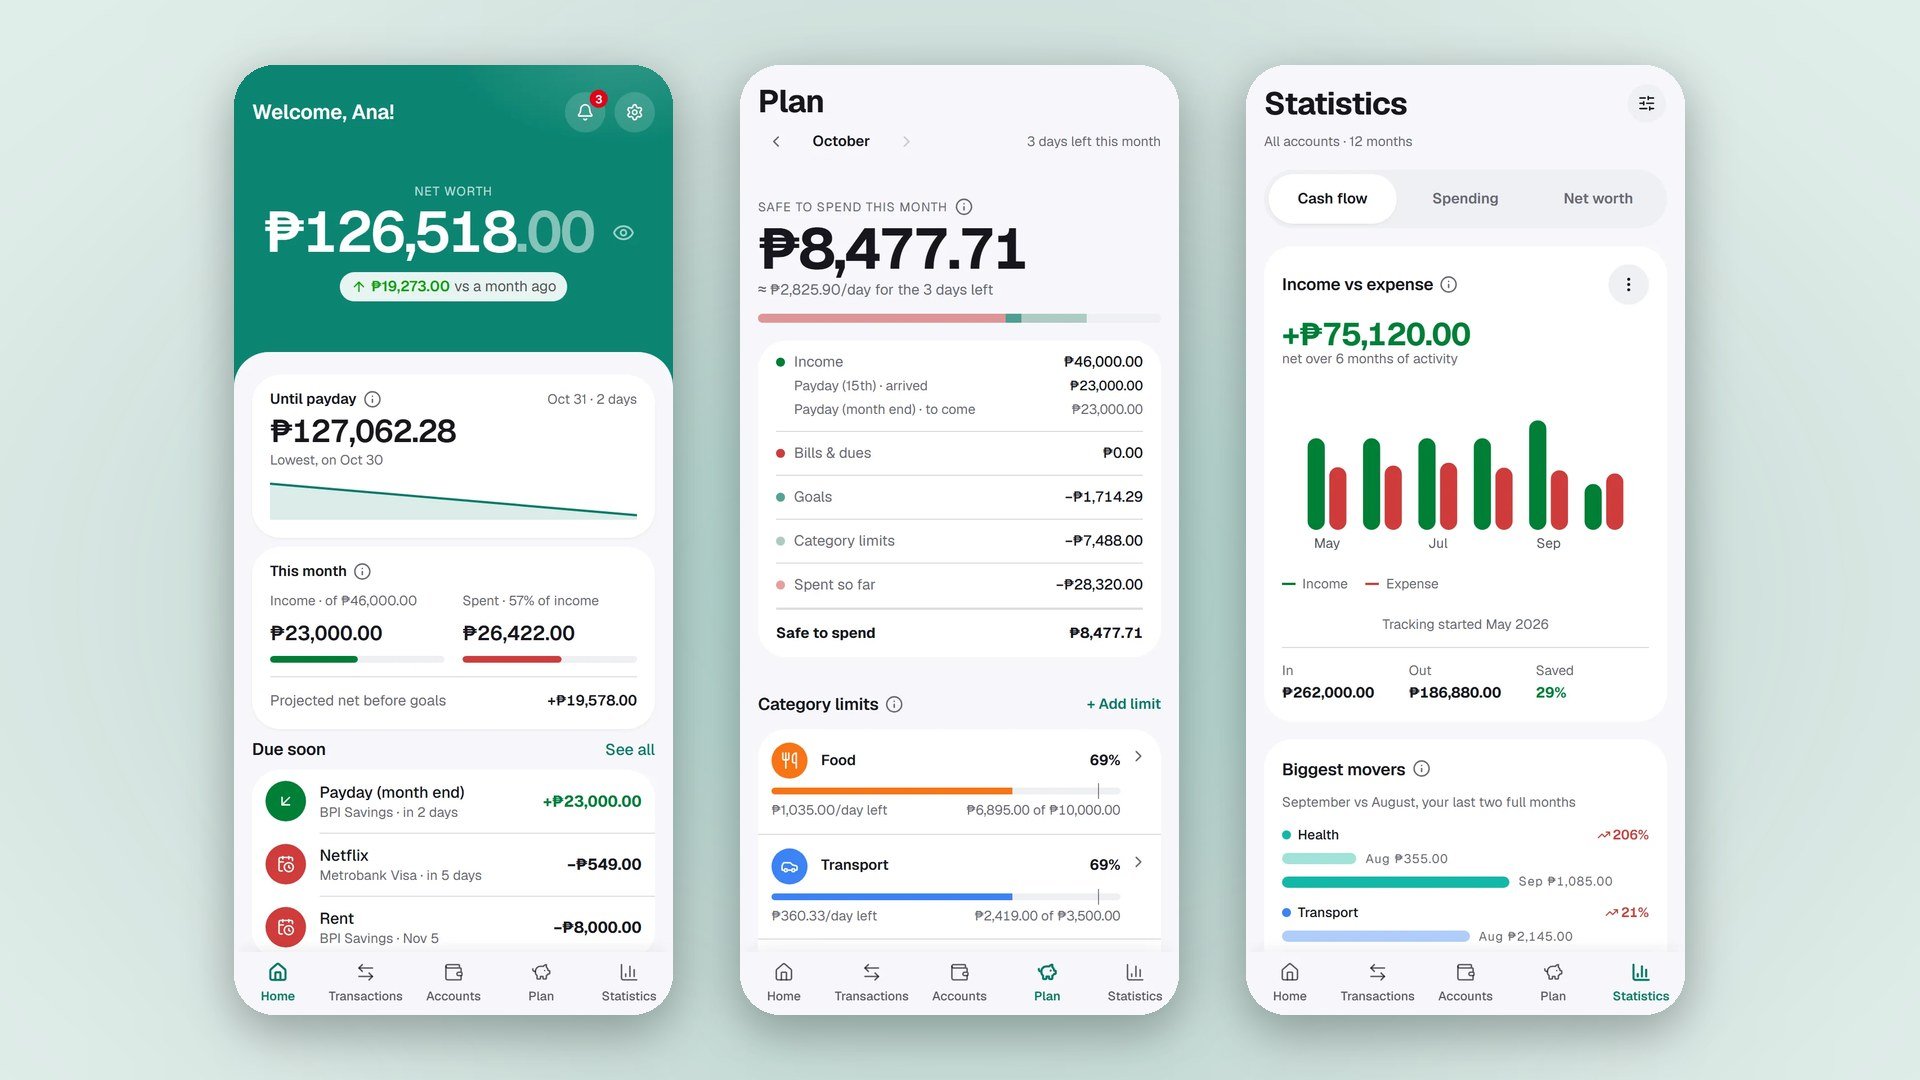 Welcome, Ana!
3
NET WORTH
₱126,518.00
↑ ₱19,273.00 vs a month ago
Until payday
Oct 31 · 2 days
₱127,062.28
Lowest, on Oct 30
This month
Income · of ₱46,000.00
Spent · 57% of income
₱23,000.00
₱26,422.00
Projected net before goals
+₱19,578.00
Due soon
See all
Payday (month end)
+₱23,000.00
BPI Savings · in 2 days
Netflix
−₱549.00
Metrobank Visa · in 5 days
Rent
−₱8,000.00
BPI Savings · Nov 5
Home
Transactions
Accounts
Plan
Statistics
Plan
October
3 days left this month
SAFE TO SPEND THIS MONTH
₱8,477.71
≈ ₱2,825.90/day for the 3 days left
Income
₱46,000.00
Payday (15th) · arrived
₱23,000.00
Payday (month end) · to come
₱23,000.00
Bills & dues
₱0.00
Goals
−₱1,714.29
Category limits
−₱7,488.00
Spent so far
−₱28,320.00
Safe to spend
₱8,477.71
Category limits
+ Add limit
Food
69%
₱1,035.00/day left
₱6,895.00 of ₱10,000.00
Transport
69%
₱360.33/day left
₱2,419.00 of ₱3,500.00
Home
Transactions
Accounts
Plan
Statistics
Statistics
All accounts · 12 months
Cash flow
Spending
Net worth
Income vs expense
+₱75,120.00
net over 6 months of activity
May
Jul
Sep
Income
Expense
Tracking started May 2026
In
Out
Saved
₱262,000.00
₱186,880.00
29%
Biggest movers
September vs August, your last two full months
Health
206%
Aug ₱355.00
Sep ₱1,085.00
Transport
21%
Aug ₱2,145.00
Home
Transactions
Accounts
Plan
Statistics